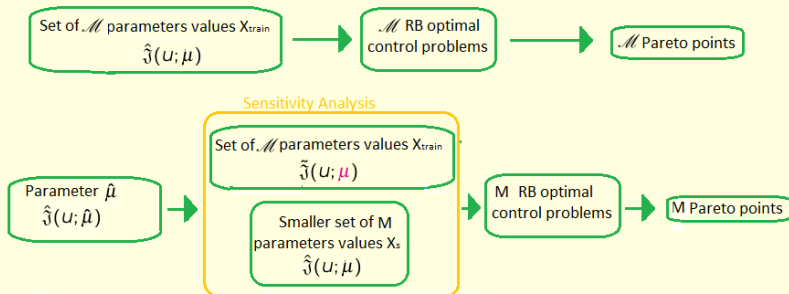 Set of ℳ parameters values Xtrain
𝔍̂(u; μ)
ℳ RB optimal
control problems
ℳ Pareto points
Sensitivity Analysis
Set of ℳ parameters values Xtrain
𝔍̃(u; μ)
Parameter μ̂
𝔍̂(u; μ̂)
Smaller set of M
parameters values Xs
𝔍̂(u; μ)
M RB optimal
control problems
M Pareto points